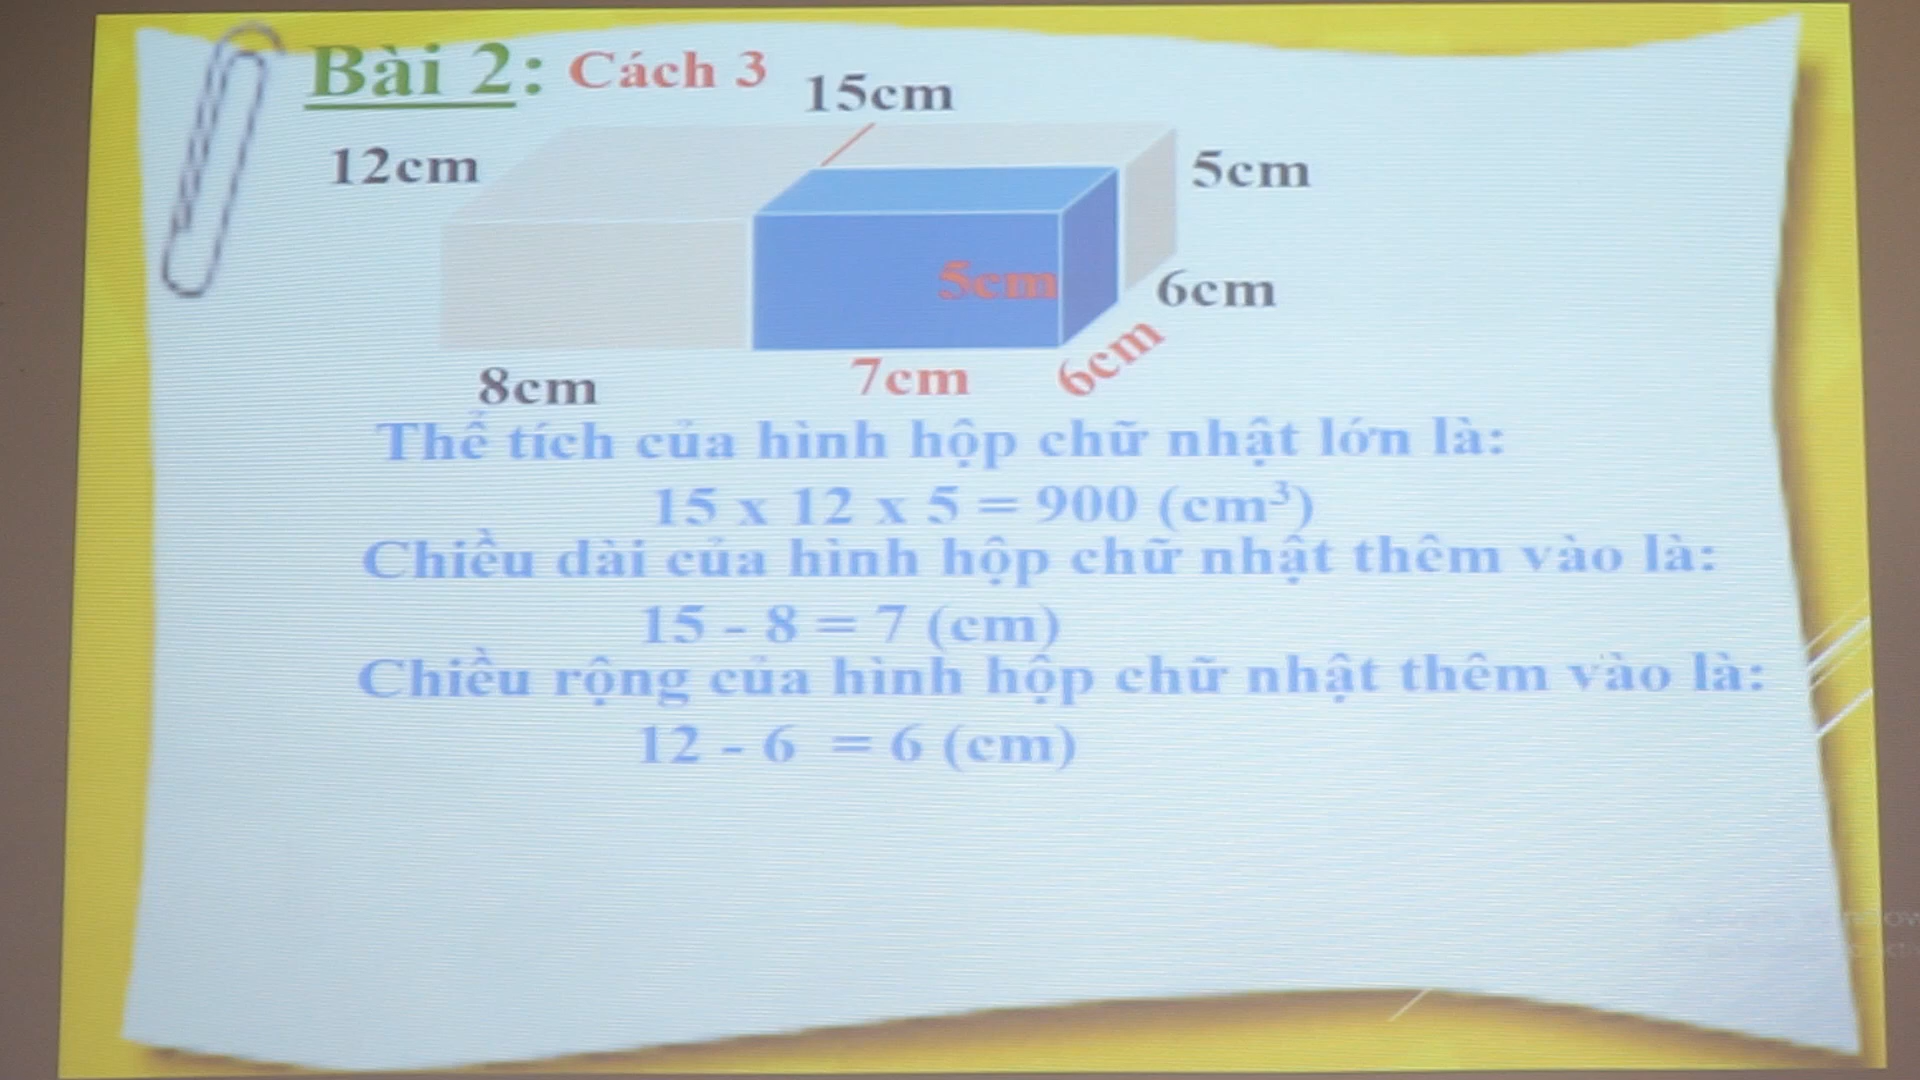 Bài 2: Cách 3
15cm
12cm
5cm
5cm
6cm
6cm
8cm
7cm
Thể tích của hình hộp chữ nhật lớn là:
15 x 12 x 5 = 900 (cm³)
Chiều dài của hình hộp chữ nhật thêm vào là:
15 - 8 = 7 (cm)
Chiều rộng của hình hộp chữ nhật thêm vào là:
12 - 6 = 6 (cm)